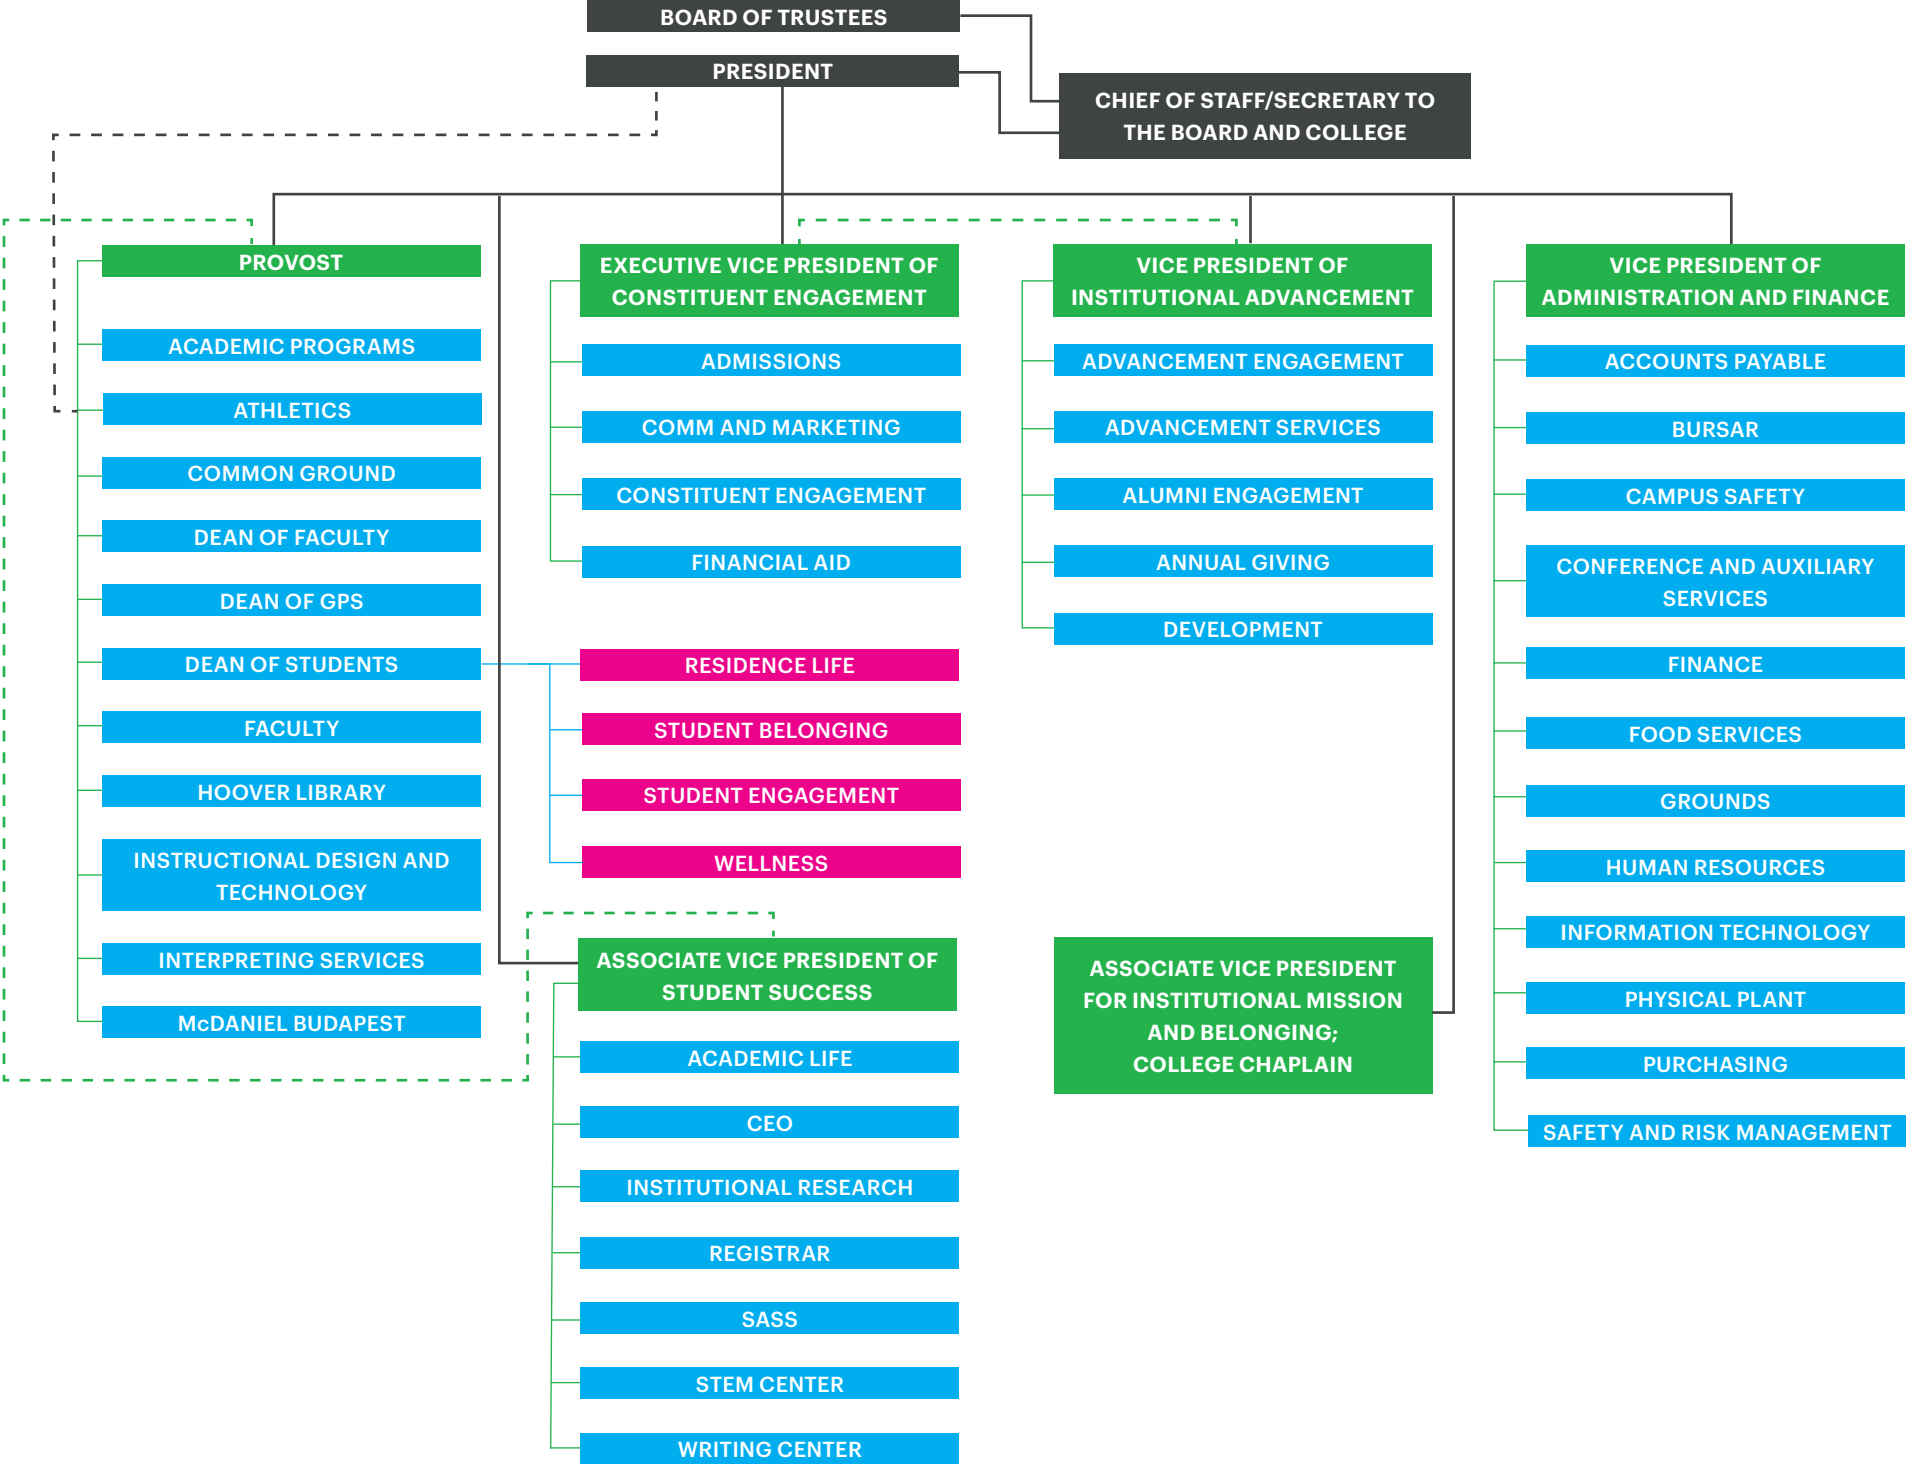 BOARD OF TRUSTEES
PRESIDENT
CHIEF OF STAFF/SECRETARY TO
THE BOARD AND COLLEGE
PROVOST
ACADEMIC PROGRAMS
ATHLETICS
COMMON GROUND
DEAN OF FACULTY
DEAN OF GPS
DEAN OF STUDENTS
FACULTY
HOOVER LIBRARY
INSTRUCTIONAL DESIGN AND
TECHNOLOGY
INTERPRETING SERVICES
McDANIEL BUDAPEST
EXECUTIVE VICE PRESIDENT OF
CONSTITUENT ENGAGEMENT
ADMISSIONS
COMM AND MARKETING
CONSTITUENT ENGAGEMENT
FINANCIAL AID
RESIDENCE LIFE
STUDENT BELONGING
STUDENT ENGAGEMENT
WELLNESS
ASSOCIATE VICE PRESIDENT OF
STUDENT SUCCESS
ACADEMIC LIFE
CEO
INSTITUTIONAL RESEARCH
REGISTRAR
SASS
STEM CENTER
WRITING CENTER
VICE PRESIDENT OF
INSTITUTIONAL ADVANCEMENT
ADVANCEMENT ENGAGEMENT
ADVANCEMENT SERVICES
ALUMNI ENGAGEMENT
ANNUAL GIVING
DEVELOPMENT
ASSOCIATE VICE PRESIDENT
FOR INSTITUTIONAL MISSION
AND BELONGING;
COLLEGE CHAPLAIN
VICE PRESIDENT OF
ADMINISTRATION AND FINANCE
ACCOUNTS PAYABLE
BURSAR
CAMPUS SAFETY
CONFERENCE AND AUXILIARY
SERVICES
FINANCE
FOOD SERVICES
GROUNDS
HUMAN RESOURCES
INFORMATION TECHNOLOGY
PHYSICAL PLANT
PURCHASING
SAFETY AND RISK MANAGEMENT